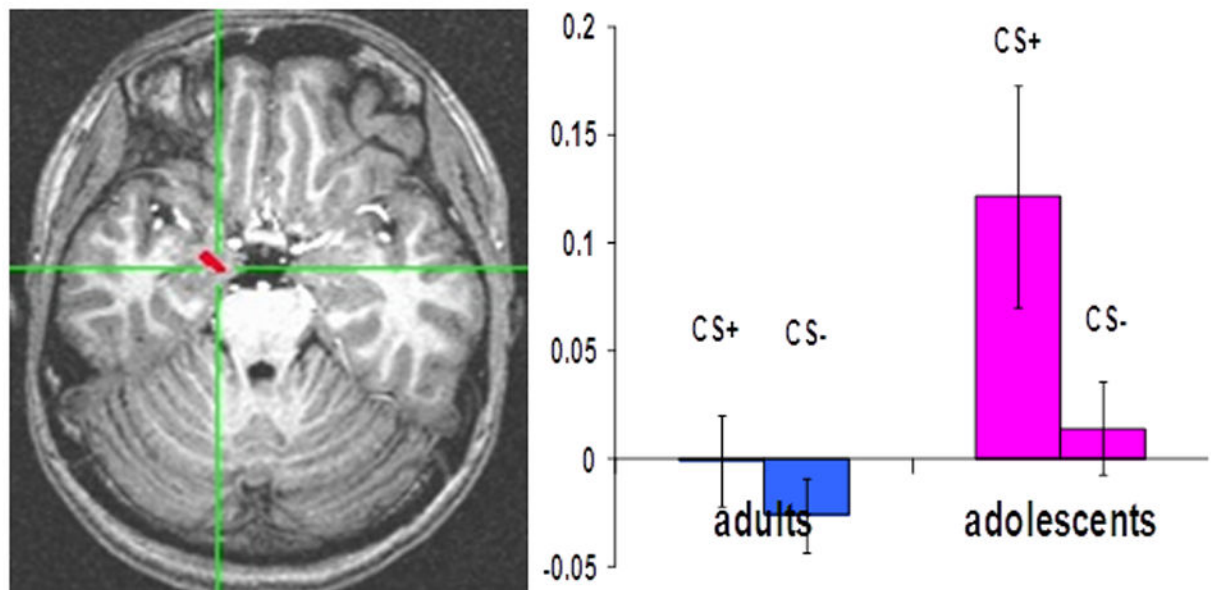 0.2
CS+
0.15
0.1
CS+
CS-
CS-
0.05
0
adults
adolescents
-0.05